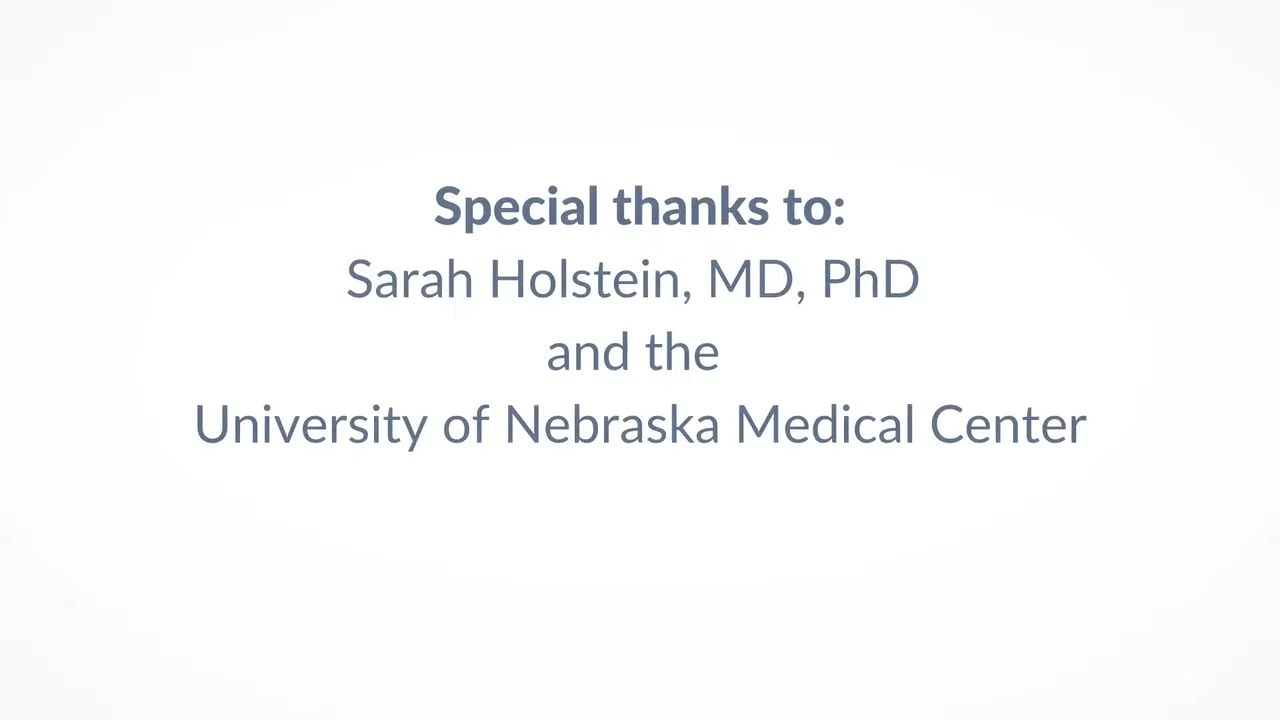 Special thanks to:
Sarah Holstein, MD, PhD
and the
University of Nebraska Medical Center